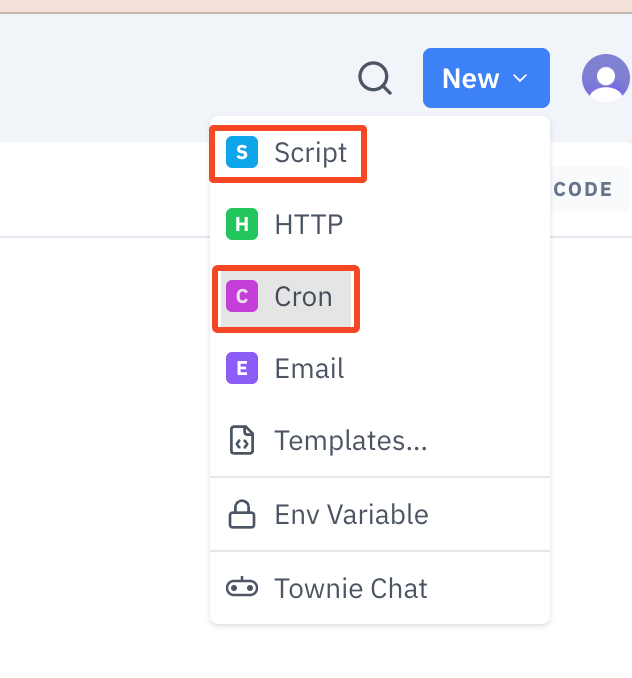 New
S Script
CODE
H HTTP
C Cron
E Email
Templates...
Env Variable
Townie Chat